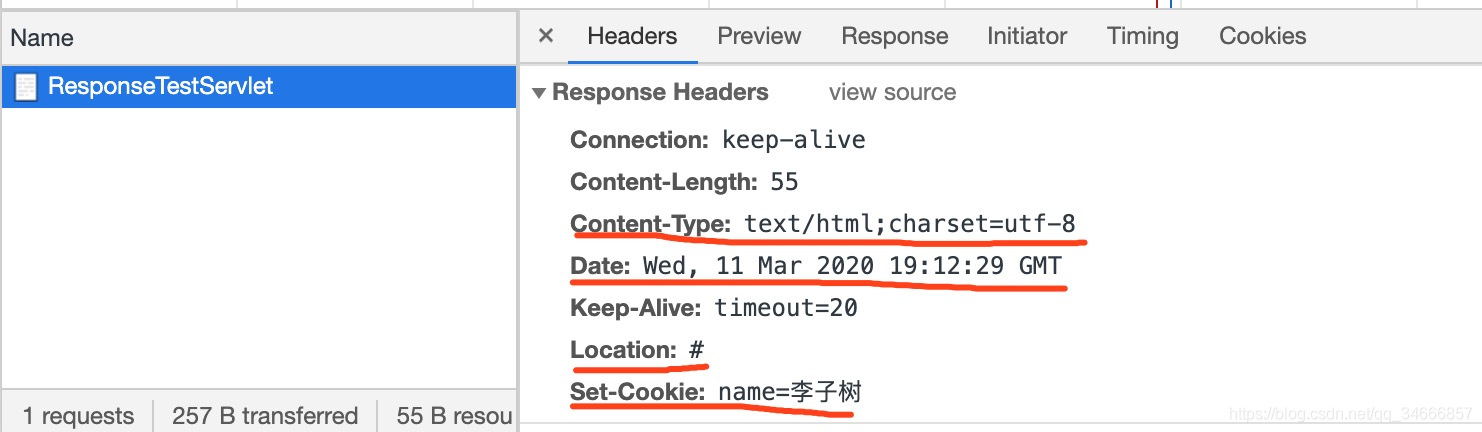 Name
ResponseTestServlet
1 requests 257 B transferred 55 B resou
× Headers Preview Response Initiator Timing Cookies
▼ Response Headers view source
Connection: keep-alive
Content-Length: 55
Content-Type: text/html;charset=utf-8
Date: Wed, 11 Mar 2020 19:12:29 GMT
Keep-Alive: timeout=20
Location: #
Set-Cookie: name=李子树
https://blog.csdn.net/qq_34666857